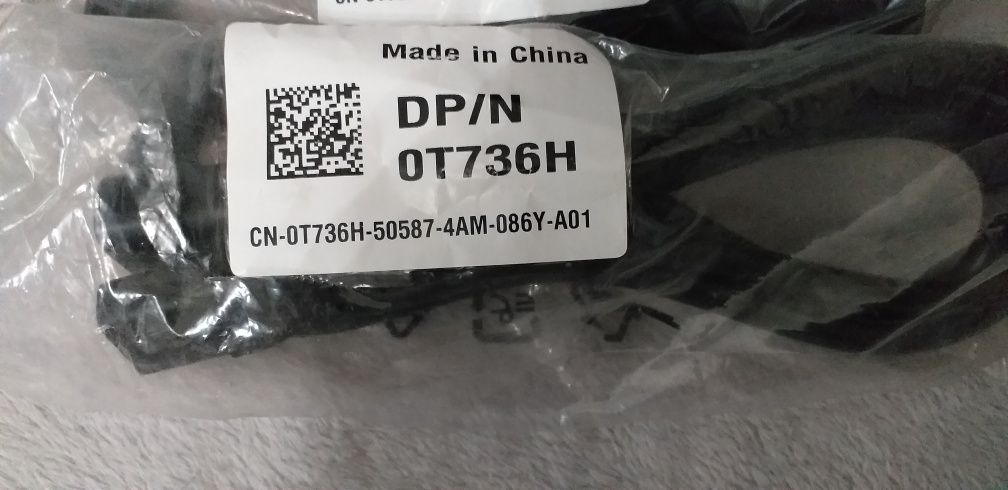 Made in China
DP/N
0T736H
CN-0T736H-50587-4AM-086Y-A01